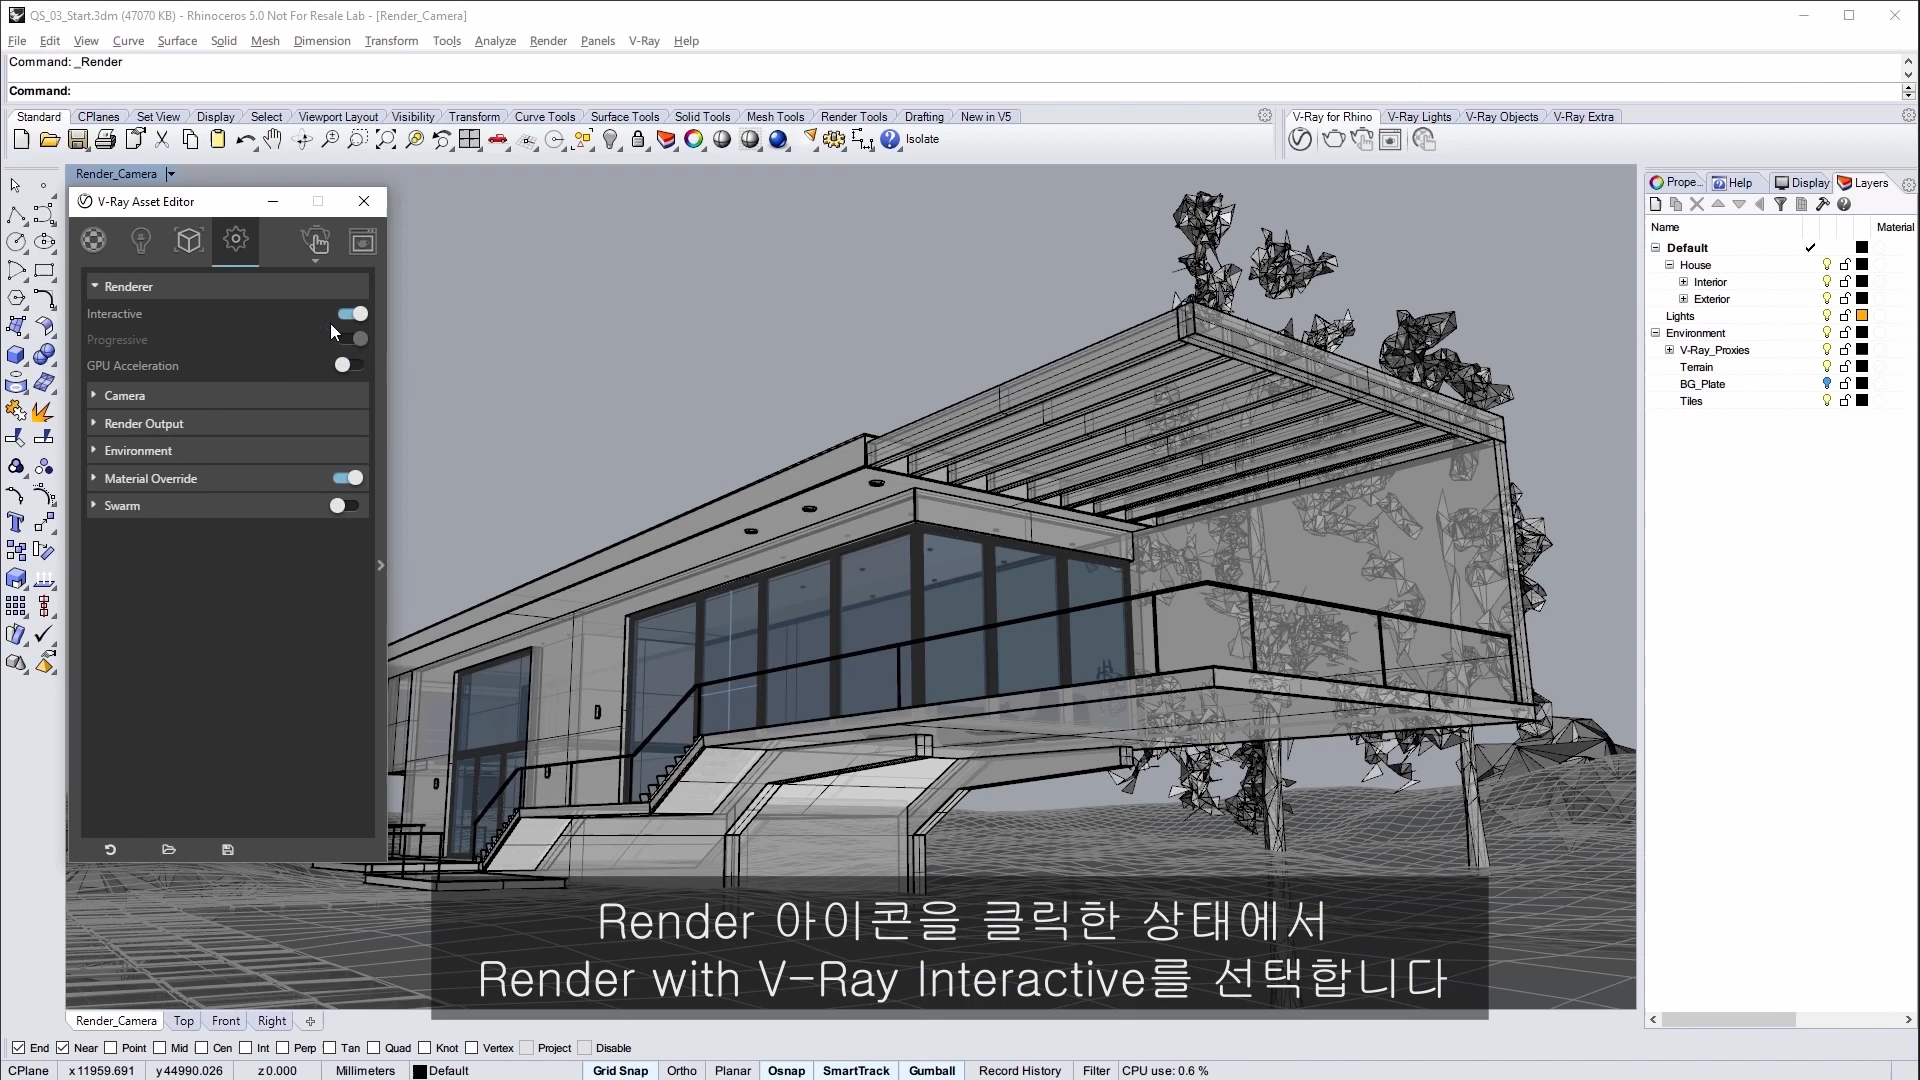 QS_03_Start.3dm (47070 KB) - Rhinoceros 5.0 Not For Resale Lab - [Render_Camera]
File Edit View Curve Surface Solid Mesh Dimension Transform Tools Analyze Render Panels V-Ray Help
Command: _Render
Command:
Standard CPlanes Set View Display Select Viewport Layout Visibility Transform Curve Tools Surface Tools Solid Tools Mesh Tools Render Tools Drafting New in V5
V-Ray for Rhino V-Ray Lights V-Ray Objects V-Ray Extra
Isolate
Render_Camera
V-Ray Asset Editor
Renderer
Interactive
Progressive
GPU Acceleration
Camera
Render Output
Environment
Material Override
Swarm
Prope... Help Display Layers
Name Material
Default
House
Interior
Exterior
Lights
Environment
V-Ray_Proxies
Terrain
BG_Plate
Tiles
Render 아이콘을 클릭한 상태에서
Render with V-Ray Interactive를 선택합니다
Render_Camera Top Front Right
End Near Point Mid Cen Int Perp Tan Quad Knot Vertex Project Disable
CPlane x 11959.691 y 44990.026 z 0.000 Millimeters Default Grid Snap Ortho Planar Osnap SmartTrack Gumball Record History Filter CPU use: 0.6 %